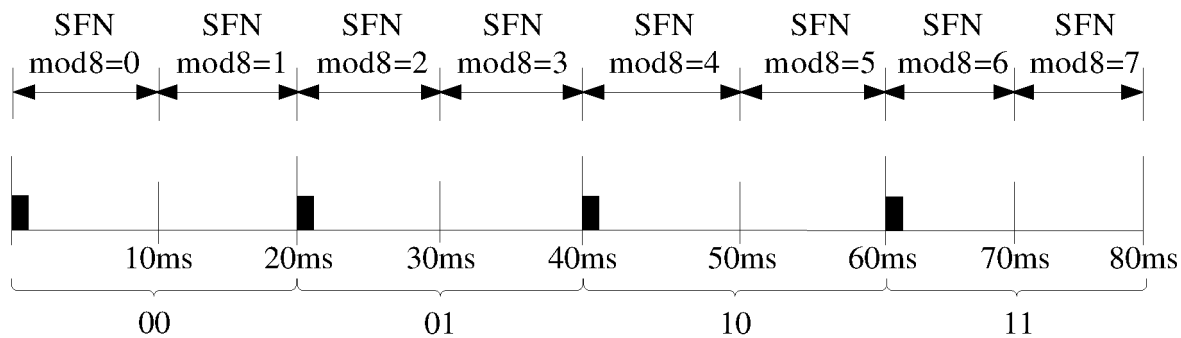 SFN SFN SFN SFN SFN SFN SFN SFN
mod8=0 mod8=1 mod8=2 mod8=3 mod8=4 mod8=5 mod8=6 mod8=7
10ms 20ms 30ms 40ms 50ms 60ms 70ms 80ms
00 01 10 11